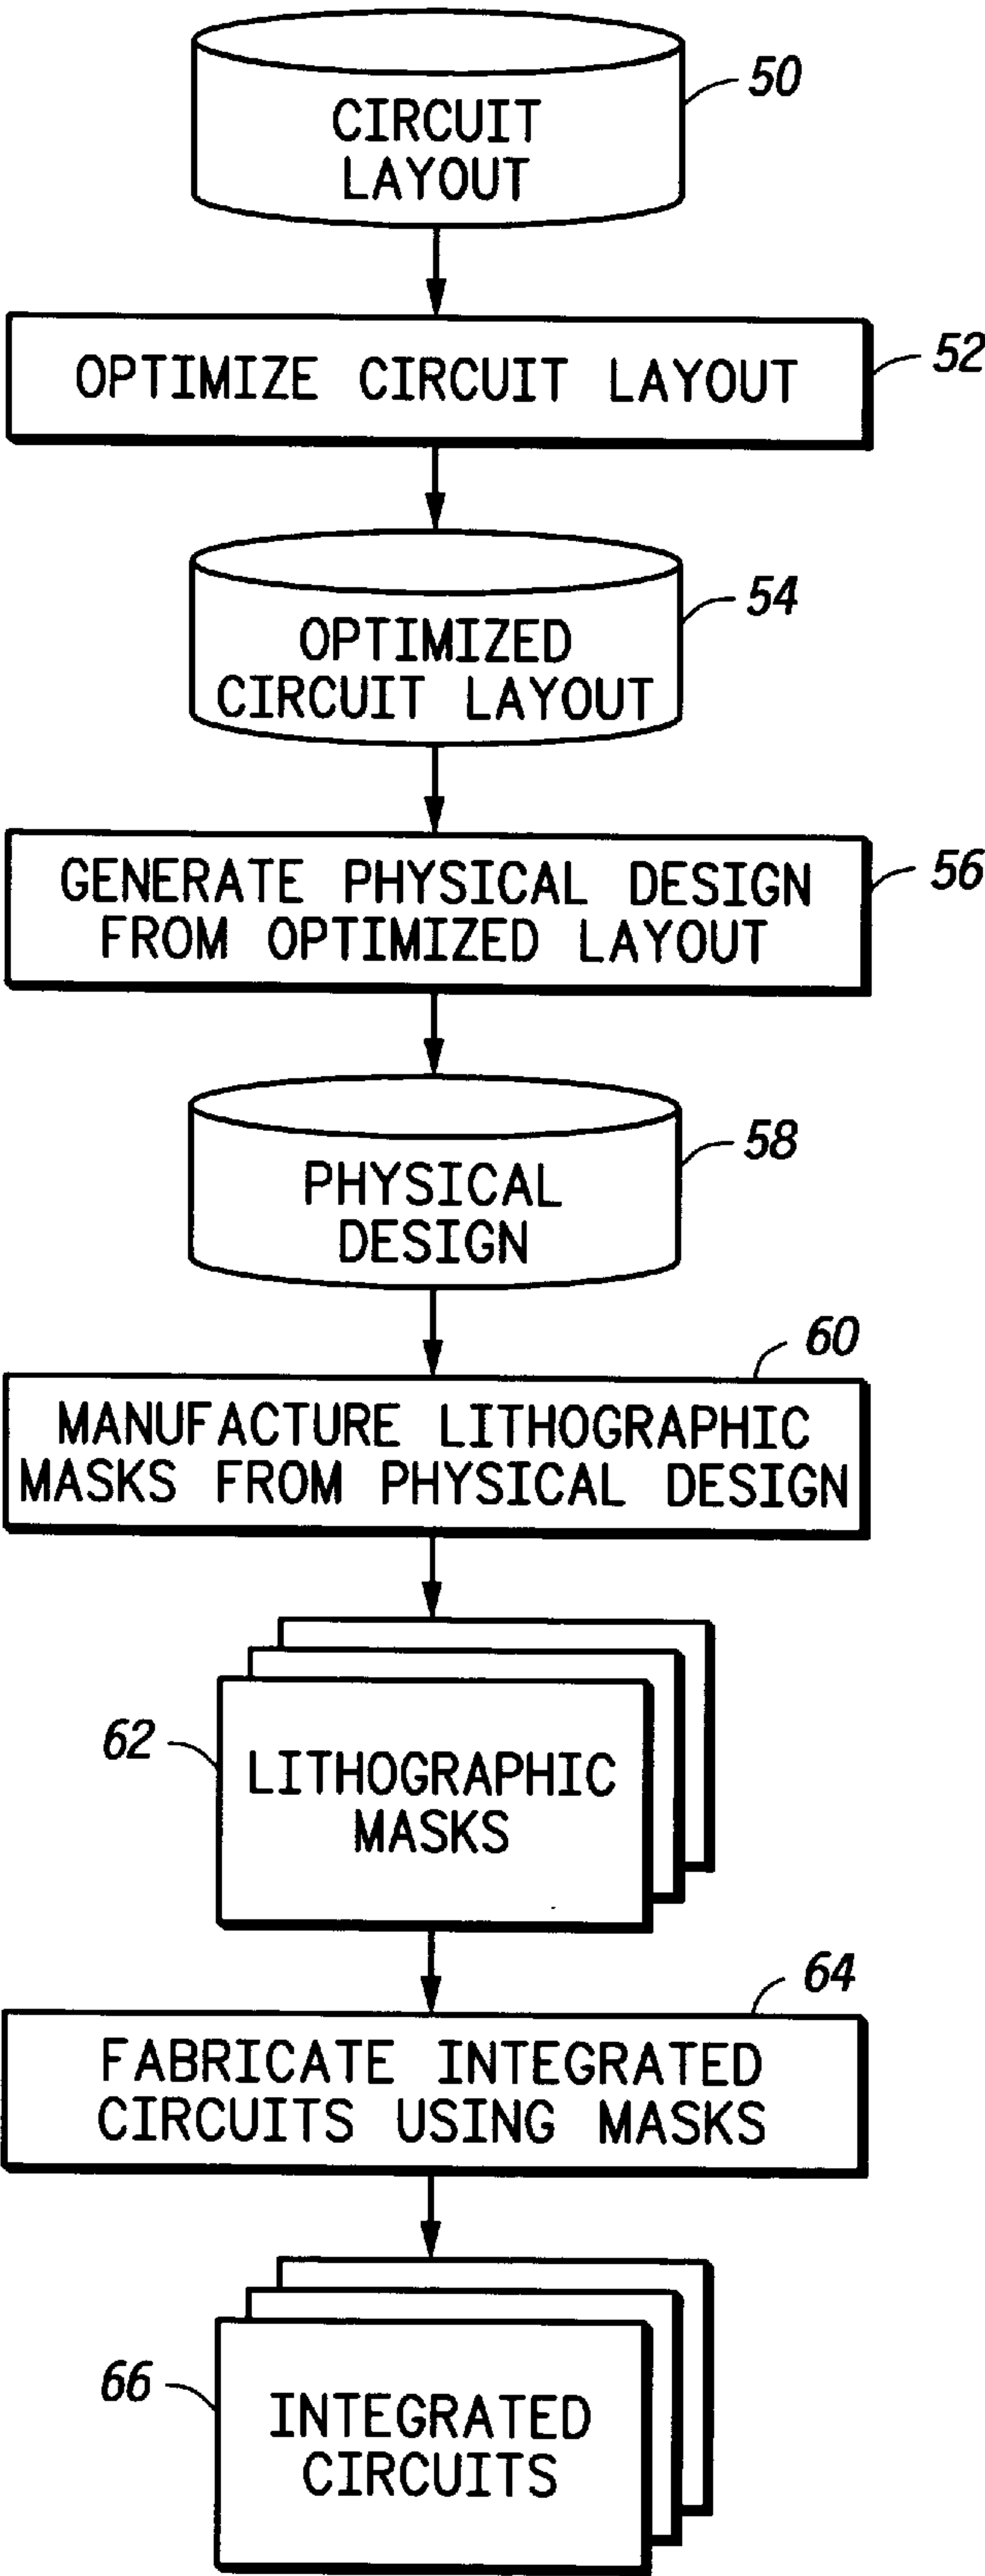 50
CIRCUIT
LAYOUT
52
OPTIMIZE CIRCUIT LAYOUT
54
OPTIMIZED
CIRCUIT LAYOUT
56
GENERATE PHYSICAL DESIGN
FROM OPTIMIZED LAYOUT
58
PHYSICAL
DESIGN
60
MANUFACTURE LITHOGRAPHIC
MASKS FROM PHYSICAL DESIGN
62
LITHOGRAPHIC
MASKS
64
FABRICATE INTEGRATED
CIRCUITS USING MASKS
66
INTEGRATED
CIRCUITS